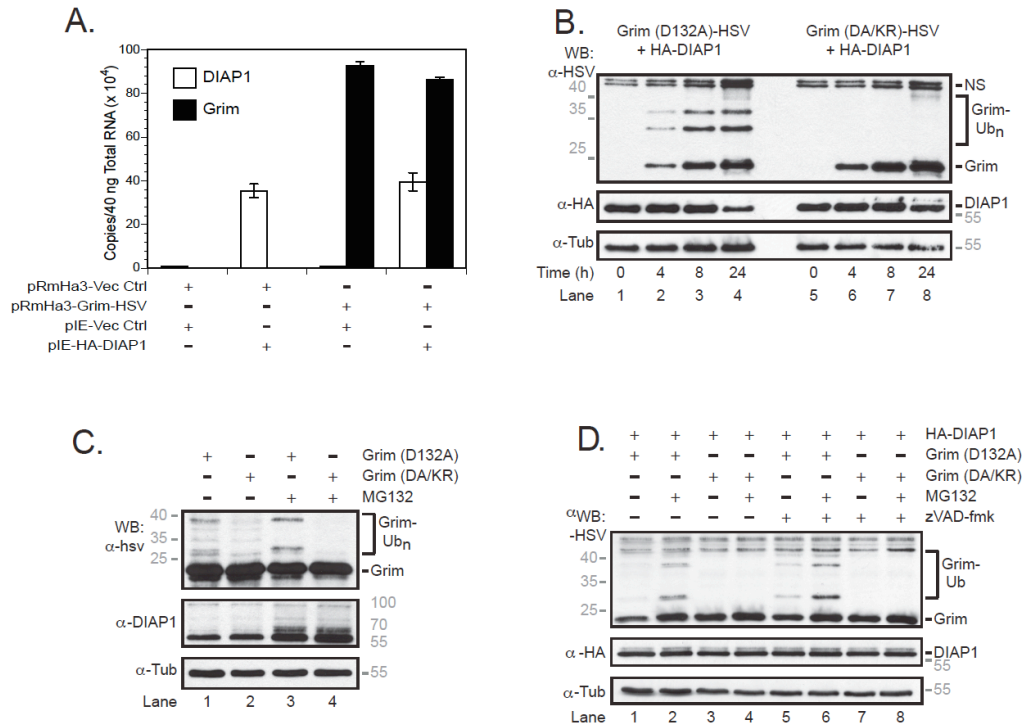 A.
Copies/40 ng Total RNA (x 10⁴)
100
80
60
40
20
0
DIAP1
Grim
pRmHa3-Vec Ctrl + + - -
pRmHa3-Grim-HSV - - + +
pIE-Vec Ctrl + - + -
pIE-HA-DIAP1 - + - +
B.
Grim (D132A)-HSV
+ HA-DIAP1
Grim (DA/KR)-HSV
+ HA-DIAP1
WB:
α-HSV
40
35
25
NS
Grim-
Ubn
Grim
α-HA
DIAP1
55
α-Tub
55
Time (h) 0 4 8 24 0 4 8 24
Lane 1 2 3 4 5 6 7 8
C.
+ - + - Grim (D132A)
- + - + Grim (DA/KR)
- - + + MG132
WB:
α-hsv
40
35
25
Grim-
Ubn
Grim
α-DIAP1
100
70
55
α-Tub
55
Lane 1 2 3 4
D.
+ + + + + + + + HA-DIAP1
+ + - - + + - - Grim (D132A)
- - + + - - + + Grim (DA/KR)
- + - + - + - + MG132
- - - - + + + + zVAD-fmk
αWB:
-HSV
40
35
25
Grim-
Ub
Grim
α-HA
DIAP1
55
α-Tub
55
Lane 1 2 3 4 5 6 7 8